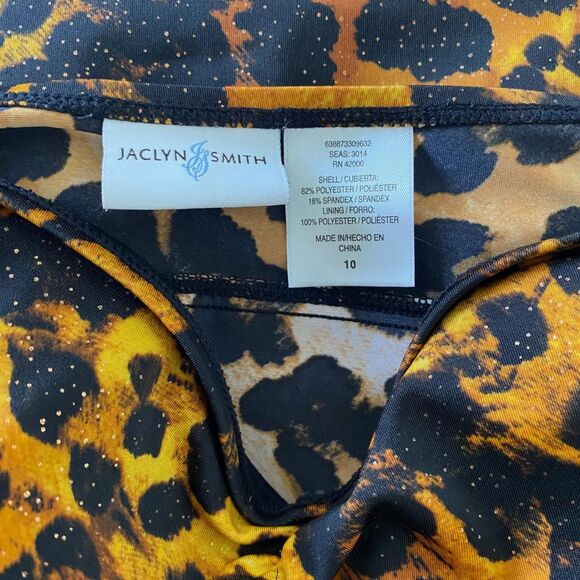 JACLYN SMITH
638873309632
SEAS: 3014
RN 42000
SHELL / CUBIERTA:
82% POLYESTER / POLIÉSTER
18% SPANDEX / SPANDEX
LINING / FORRO:
100% POLYESTER / POLIÉSTER
MADE IN/HECHO EN
CHINA
10